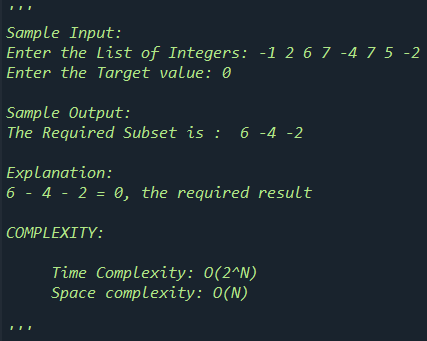 '''
Sample Input:
Enter the List of Integers: -1 2 6 7 -4 7 5 -2
Enter the Target value: 0
Sample Output:
The Required Subset is :  6 -4 -2
Explanation:
6 - 4 - 2 = 0, the required result
COMPLEXITY:
Time Complexity: O(2^N)
Space complexity: O(N)
'''